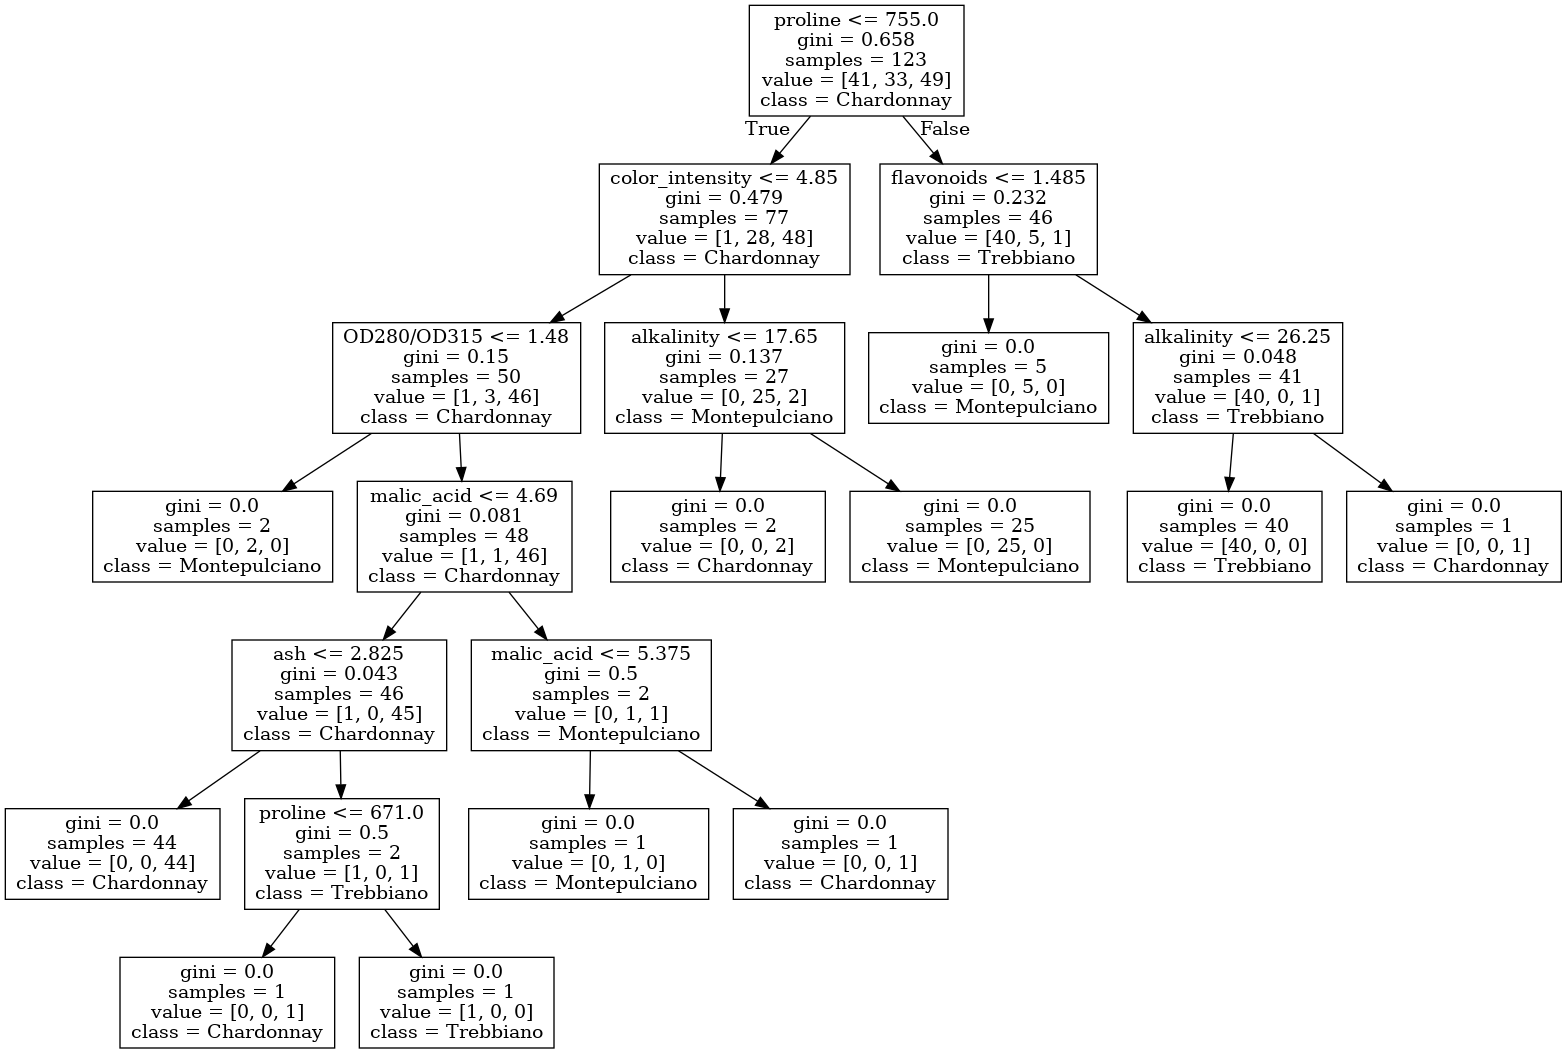 proline <= 755.0
gini = 0.658
samples = 123
value = [41, 33, 49]
class = Chardonnay
True
False
color_intensity <= 4.85
gini = 0.479
samples = 77
value = [1, 28, 48]
class = Chardonnay
flavonoids <= 1.485
gini = 0.232
samples = 46
value = [40, 5, 1]
class = Trebbiano
OD280/OD315 <= 1.48
gini = 0.15
samples = 50
value = [1, 3, 46]
class = Chardonnay
alkalinity <= 17.65
gini = 0.137
samples = 27
value = [0, 25, 2]
class = Montepulciano
gini = 0.0
samples = 5
value = [0, 5, 0]
class = Montepulciano
alkalinity <= 26.25
gini = 0.048
samples = 41
value = [40, 0, 1]
class = Trebbiano
gini = 0.0
samples = 2
value = [0, 2, 0]
class = Montepulciano
malic_acid <= 4.69
gini = 0.081
samples = 48
value = [1, 1, 46]
class = Chardonnay
gini = 0.0
samples = 2
value = [0, 0, 2]
class = Chardonnay
gini = 0.0
samples = 25
value = [0, 25, 0]
class = Montepulciano
gini = 0.0
samples = 40
value = [40, 0, 0]
class = Trebbiano
gini = 0.0
samples = 1
value = [0, 0, 1]
class = Chardonnay
ash <= 2.825
gini = 0.043
samples = 46
value = [1, 0, 45]
class = Chardonnay
malic_acid <= 5.375
gini = 0.5
samples = 2
value = [0, 1, 1]
class = Montepulciano
gini = 0.0
samples = 44
value = [0, 0, 44]
class = Chardonnay
proline <= 671.0
gini = 0.5
samples = 2
value = [1, 0, 1]
class = Trebbiano
gini = 0.0
samples = 1
value = [0, 1, 0]
class = Montepulciano
gini = 0.0
samples = 1
value = [0, 0, 1]
class = Chardonnay
gini = 0.0
samples = 1
value = [0, 0, 1]
class = Chardonnay
gini = 0.0
samples = 1
value = [1, 0, 0]
class = Trebbiano